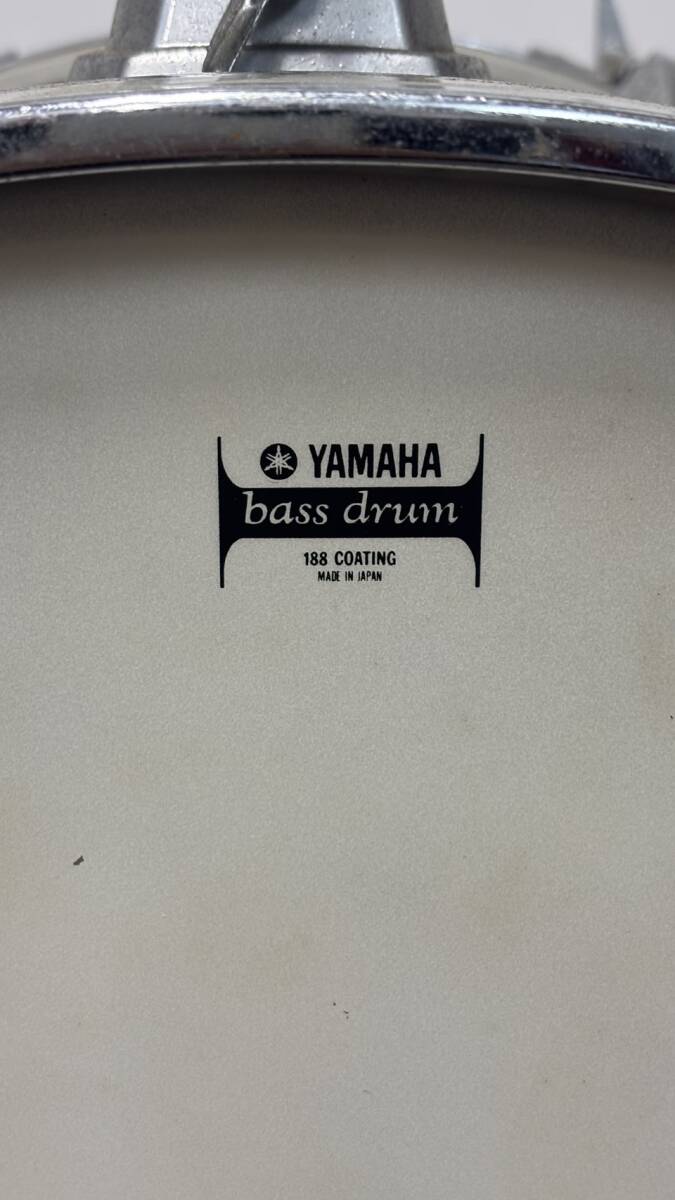 YAMAHA
bass drum
188 COATING
MADE IN JAPAN